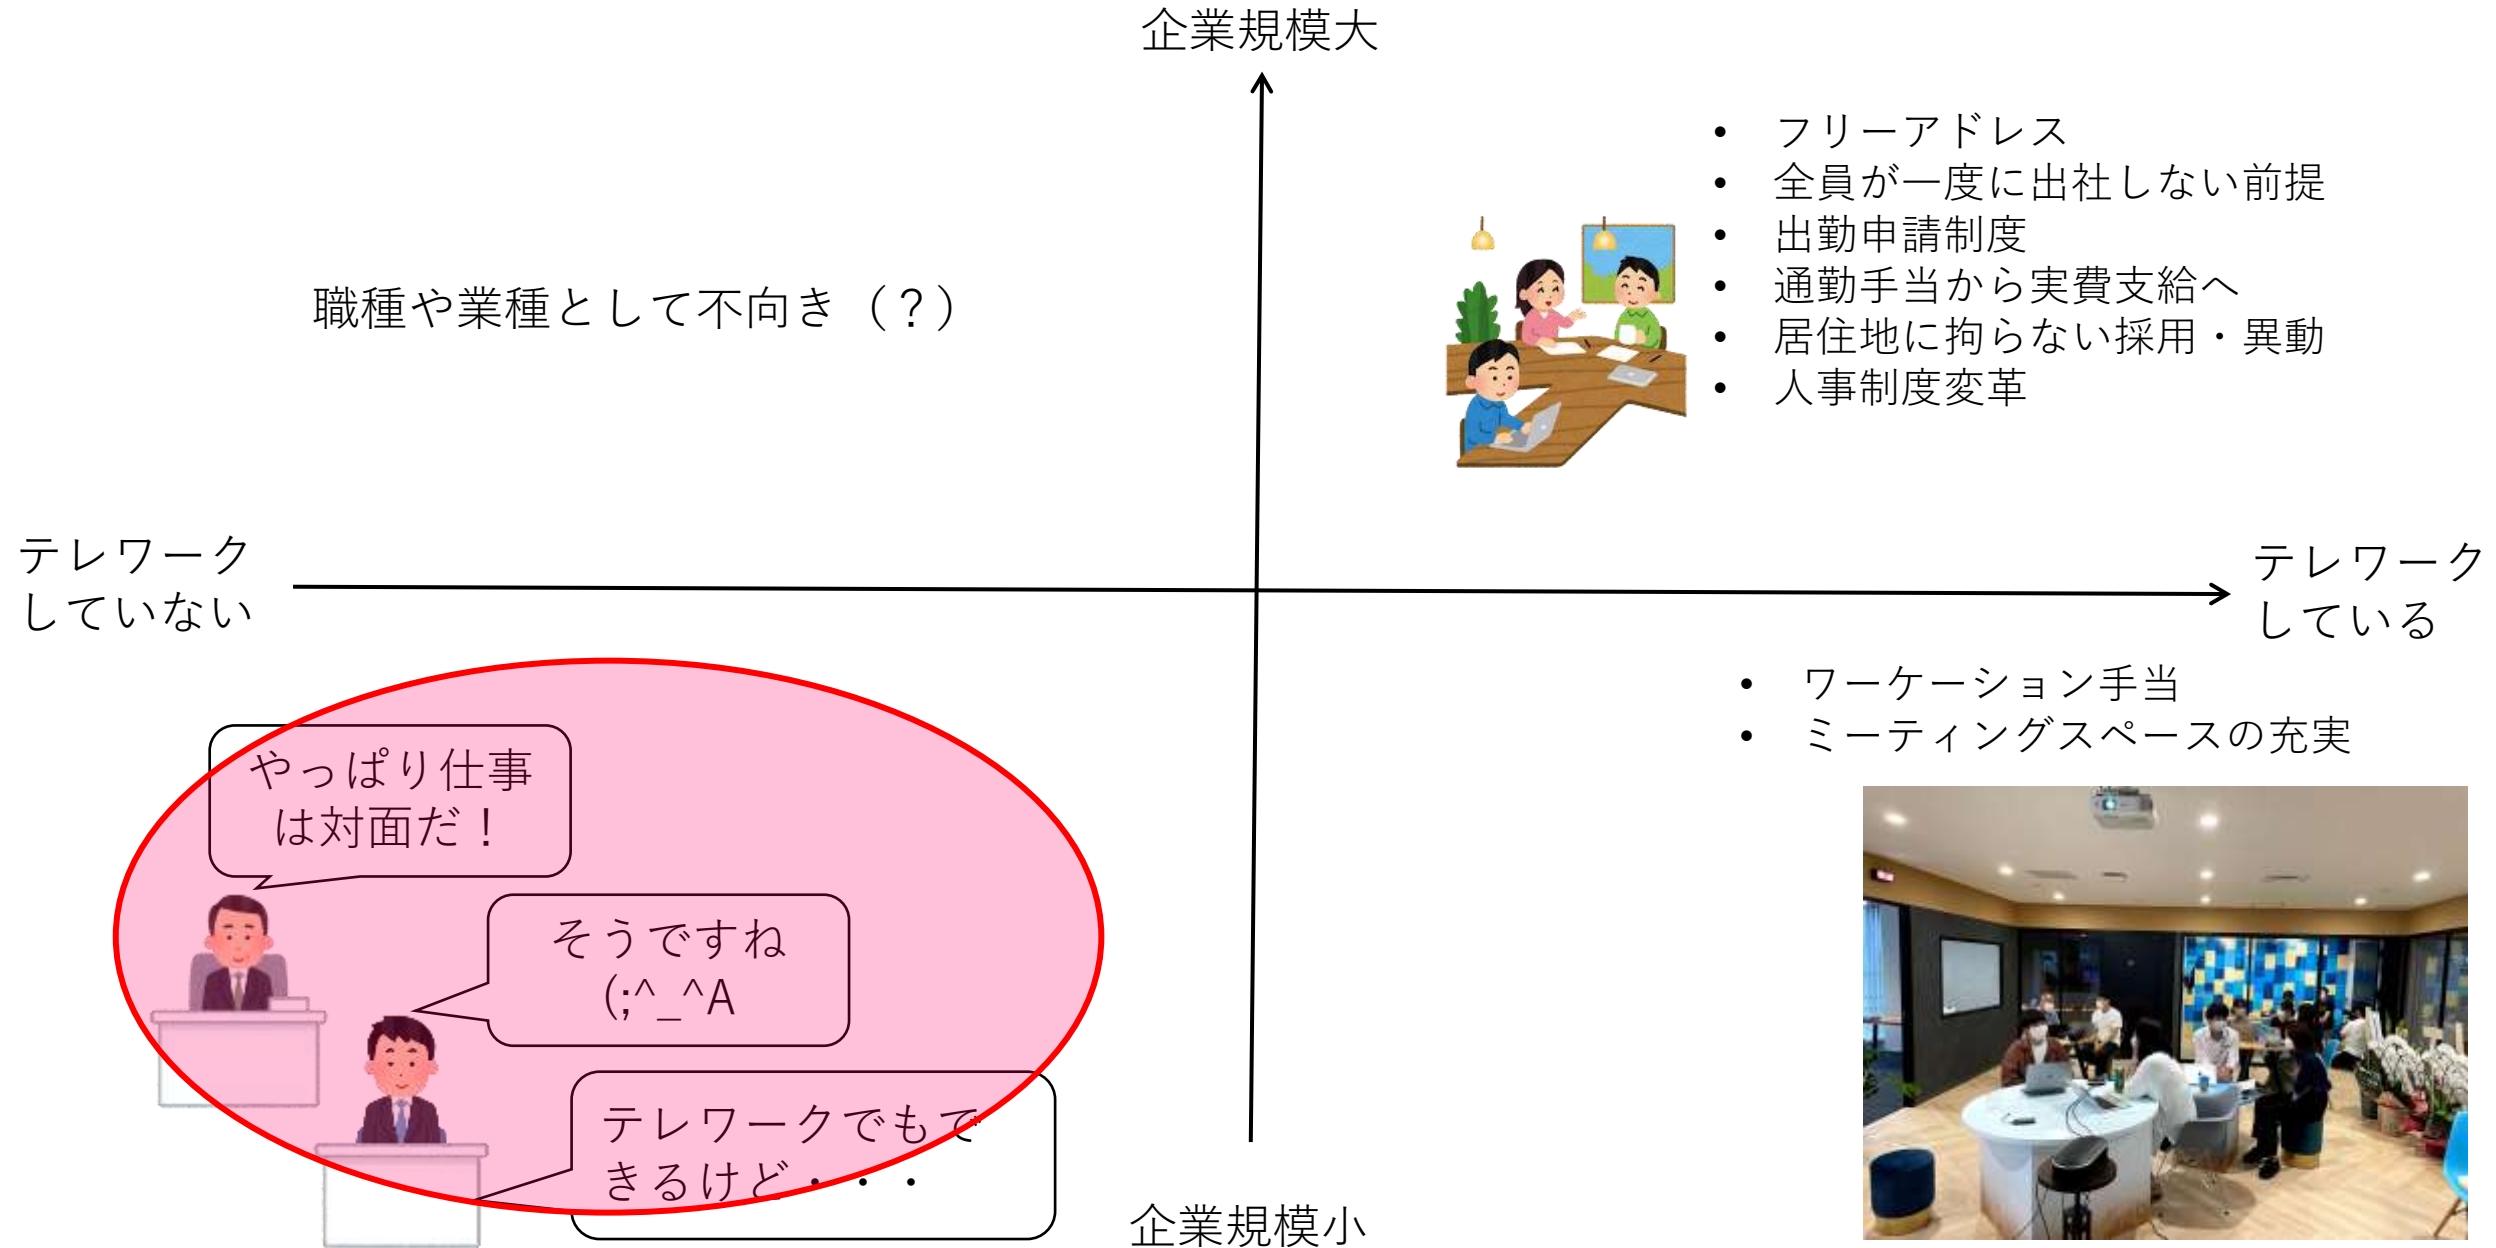 企業規模大
• フリーアドレス
• 全員が一度に出社しない前提
• 出勤申請制度
• 通勤手当から実費支給へ
• 居住地に拘らない採用・異動
• 人事制度変革
職種や業種として不向き（？）
テレワーク
していない
テレワーク
している
• ワーケーション手当
• ミーティングスペースの充実
やっぱり仕事
は対面だ！
そうですね
(;^_^A
テレワークでもで
きるけど・・・
企業規模小